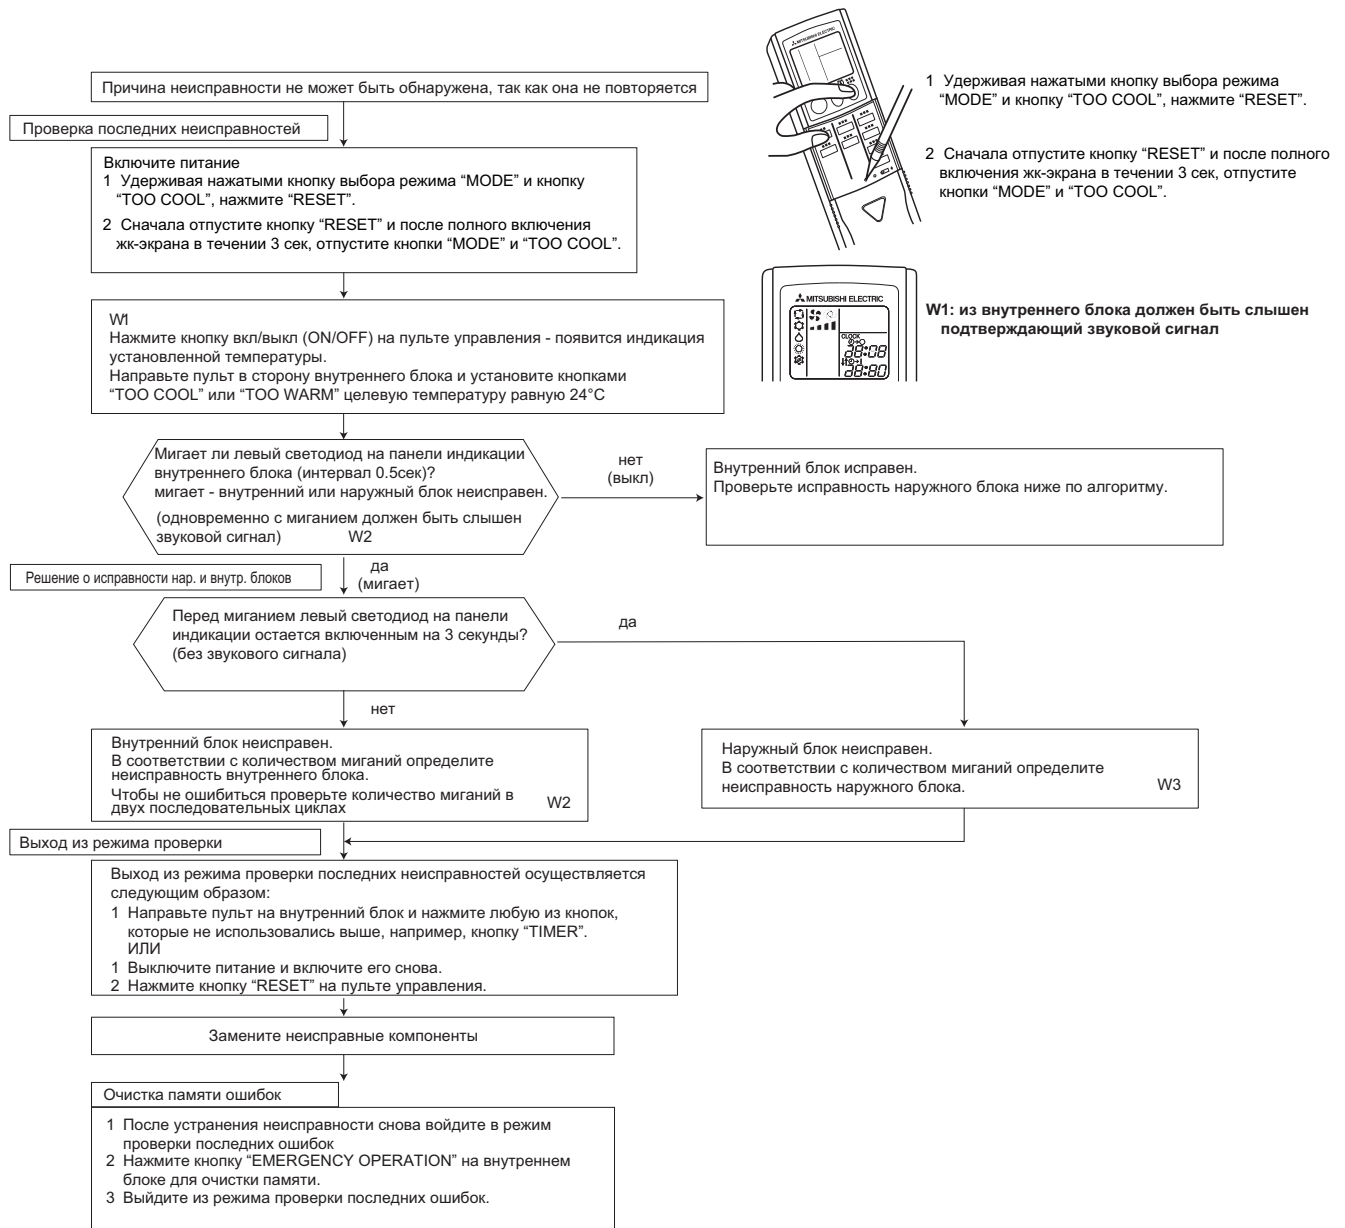 Причина неисправности не может быть обнаружена, так как она не повторяется
Проверка последних неисправностей
Включите питание
1 Удерживая нажатыми кнопку выбора режима “MODE” и кнопку
“TOO COOL”, нажмите “RESET”.
2 Сначала отпустите кнопку “RESET” и после полного включения
жк-экрана в течении 3 сек, отпустите кнопки “MODE” и “TOO COOL”.
W1
Нажмите кнопку вкл/выкл (ON/OFF) на пульте управления - появится индикация
установленной температуры.
Направьте пульт в сторону внутреннего блока и установите кнопками
“TOO COOL” или “TOO WARM” целевую температуру равную 24°C
Мигает ли левый светодиод на панели индикации
внутреннего блока (интервал 0.5сек)?
мигает - внутренний или наружный блок неисправен.
(одновременно с миганием должен быть слышен
звуковой сигнал) W2
нет
(выкл)
Внутренний блок исправен.
Проверьте исправность наружного блока ниже по алгоритму.
да
(мигает)
Решение о исправности нар. и внутр. блоков
Перед миганием левый светодиод на панели
индикации остается включенным на 3 секунды?
(без звукового сигнала)
да
нет
Внутренний блок неисправен.
В соответствии с количеством миганий определите
неисправность внутреннего блока.
Чтобы не ошибиться проверьте количество миганий в
двух последовательных циклах W2
Наружный блок неисправен.
В соответствии с количеством миганий определите
неисправность наружного блока. W3
Выход из режима проверки
Выход из режима проверки последних неисправностей осуществляется
следующим образом:
1 Направьте пульт на внутренний блок и нажмите любую из кнопок,
которые не использовались выше, например, кнопку “TIMER”.
ИЛИ
1 Выключите питание и включите его снова.
2 Нажмите кнопку “RESET” на пульте управления.
Замените неисправные компоненты
Очистка памяти ошибок
1 После устранения неисправности снова войдите в режим
проверки последних ошибок
2 Нажмите кнопку “EMERGENCY OPERATION” на внутреннем
блоке для очистки памяти.
3 Выйдите из режима проверки последних ошибок.
MITSUBISHI ELECTRIC
1 Удерживая нажатыми кнопку выбора режима
“MODE” и кнопку “TOO COOL”, нажмите “RESET”.
2 Сначала отпустите кнопку “RESET” и после полного
включения жк-экрана в течении 3 сек, отпустите
кнопки “MODE” и “TOO COOL”.
MITSUBISHI ELECTRIC
CLOCK
88:08
88:80
W1: из внутреннего блока должен быть слышен
подтверждающий звуковой сигнал